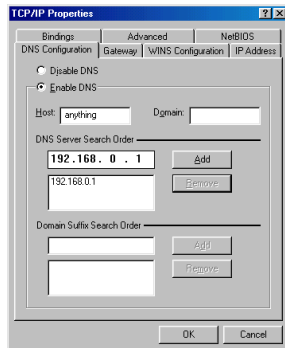 TCP/IP Properties
Bindings Advanced NetBIOS
DNS Configuration Gateway WINS Configuration IP Address
Disable DNS
Enable DNS
Host: anything Domain:
DNS Server Search Order
192.168. 0 . 1 Add
192.168.0.1 Remove
Domain Suffix Search Order
Add
Remove
OK Cancel